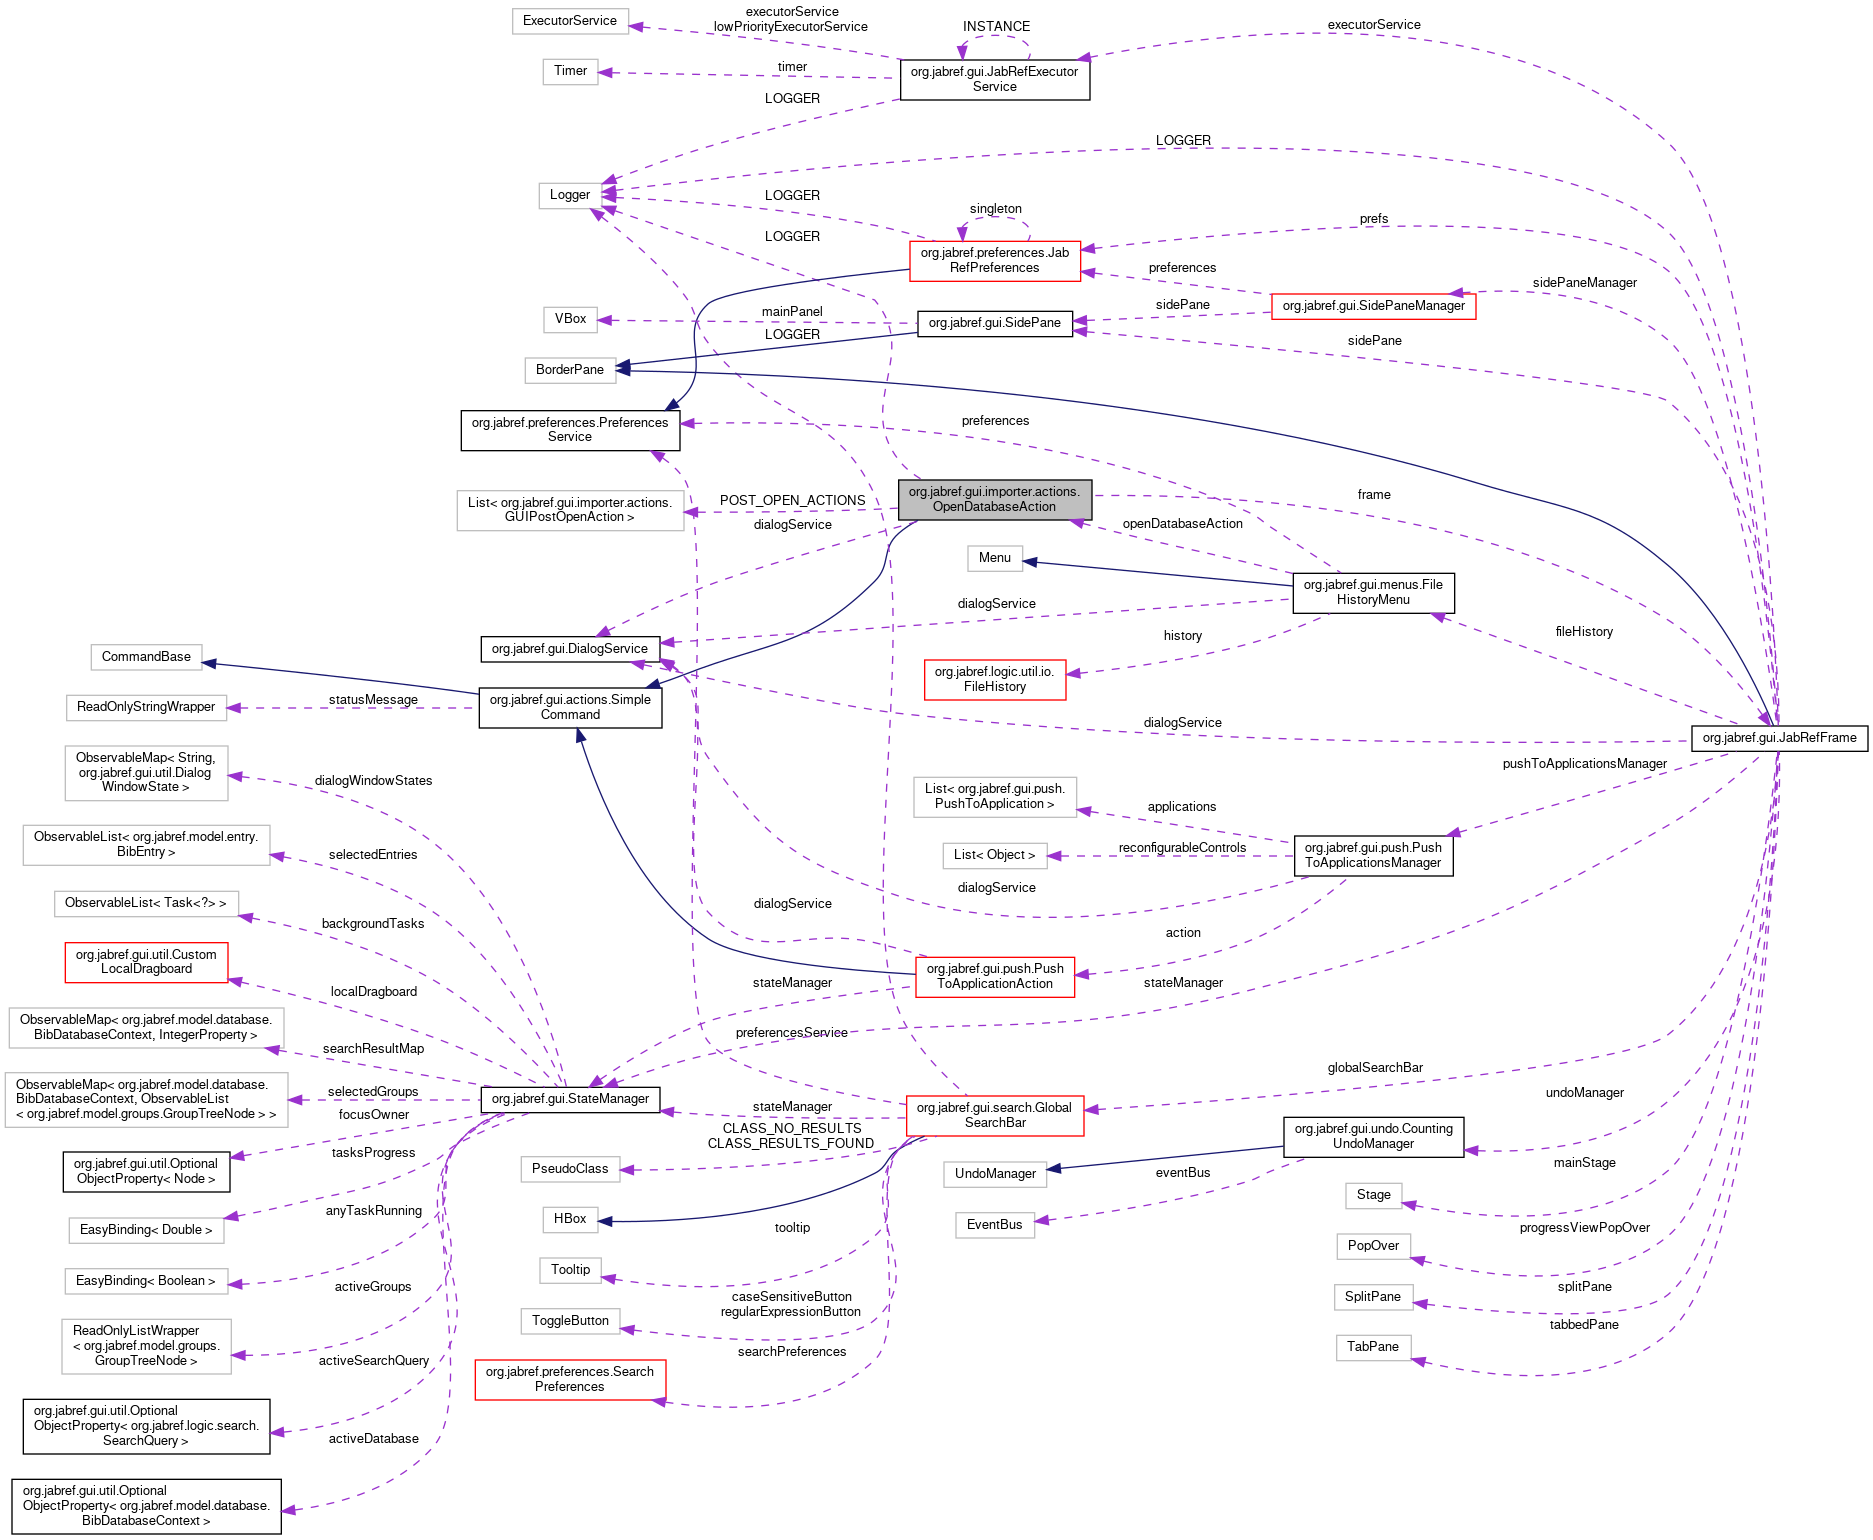 executorService
lowPriorityExecutorService
ExecutorService
INSTANCE
executorService
timer
Timer
org.jabref.gui.JabRefExecutor
Service
LOGGER
LOGGER
Logger
LOGGER
singleton
prefs
LOGGER
org.jabref.preferences.Jab
RefPreferences
preferences
sidePaneManager
mainPanel
VBox
sidePane
org.jabref.gui.SidePaneManager
org.jabref.gui.SidePane
LOGGER
sidePane
BorderPane
org.jabref.preferences.Preferences
Service
preferences
List< org.jabref.gui.importer.actions.
GUIPostOpenAction >
POST_OPEN_ACTIONS
org.jabref.gui.importer.actions.
OpenDatabaseAction
frame
dialogService
openDatabaseAction
Menu
org.jabref.gui.menus.File
HistoryMenu
dialogService
history
fileHistory
CommandBase
org.jabref.gui.DialogService
org.jabref.logic.util.io.
FileHistory
ReadOnlyStringWrapper
statusMessage
org.jabref.gui.actions.Simple
Command
dialogService
org.jabref.gui.JabRefFrame
ObservableMap< String,
org.jabref.gui.util.Dialog
WindowState >
dialogWindowStates
pushToApplicationsManager
List< org.jabref.gui.push.
PushToApplication >
applications
ObservableList< org.jabref.model.entry.
BibEntry >
selectedEntries
List< Object >
reconfigurableControls
org.jabref.gui.push.Push
ToApplicationsManager
ObservableList< Task<?> >
backgroundTasks
dialogService
dialogService
action
org.jabref.gui.util.Custom
LocalDragboard
localDragboard
stateManager
org.jabref.gui.push.Push
ToApplicationAction
stateManager
ObservableMap< org.jabref.model.database.
BibDatabaseContext, IntegerProperty >
searchResultMap
preferencesService
ObservableMap< org.jabref.model.database.
BibDatabaseContext, ObservableList
< org.jabref.model.groups.GroupTreeNode > >
selectedGroups
org.jabref.gui.StateManager
stateManager
org.jabref.gui.search.Global
SearchBar
globalSearchBar
undoManager
focusOwner
CLASS_NO_RESULTS
CLASS_RESULTS_FOUND
org.jabref.gui.undo.Counting
UndoManager
org.jabref.gui.util.Optional
ObjectProperty< Node >
tasksProgress
PseudoClass
UndoManager
eventBus
mainStage
EasyBinding< Double >
anyTaskRunning
HBox
tooltip
EventBus
Stage
progressViewPopOver
PopOver
EasyBinding< Boolean >
activeGroups
Tooltip
caseSensitiveButton
regularExpressionButton
SplitPane
splitPane
ReadOnlyListWrapper
< org.jabref.model.groups.
GroupTreeNode >
activeSearchQuery
ToggleButton
searchPreferences
TabPane
tabbedPane
org.jabref.preferences.Search
Preferences
org.jabref.gui.util.Optional
ObjectProperty< org.jabref.logic.search.
SearchQuery >
activeDatabase
org.jabref.gui.util.Optional
ObjectProperty< org.jabref.model.database.
BibDatabaseContext >